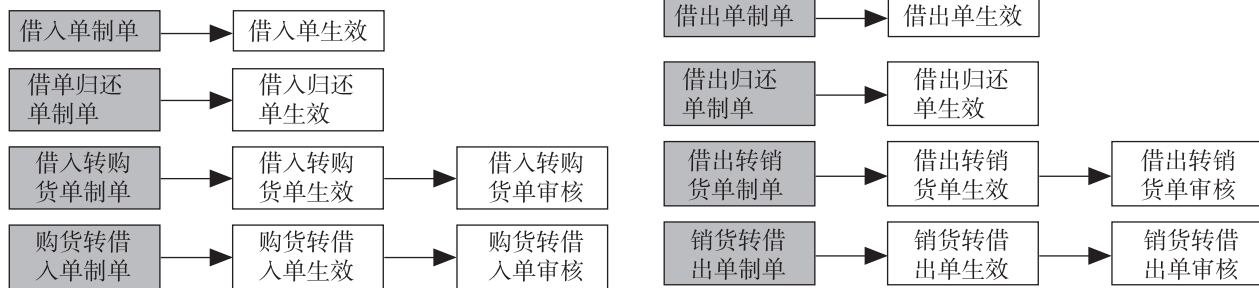 借入单制单
借入单生效
借单归还
单制单
借入归还
单生效
借入转购
货单制单
借入转购
货单生效
借入转购
货单审核
购货转借
入单制单
购货转借
入单生效
购货转借
入单审核
借出单制单
借出单生效
借出归还
单制单
借出归还
单生效
借出转销
货单制单
借出转销
货单生效
借出转销
货单审核
销货转借
出单制单
销货转借
出单生效
销货转借
出单审核